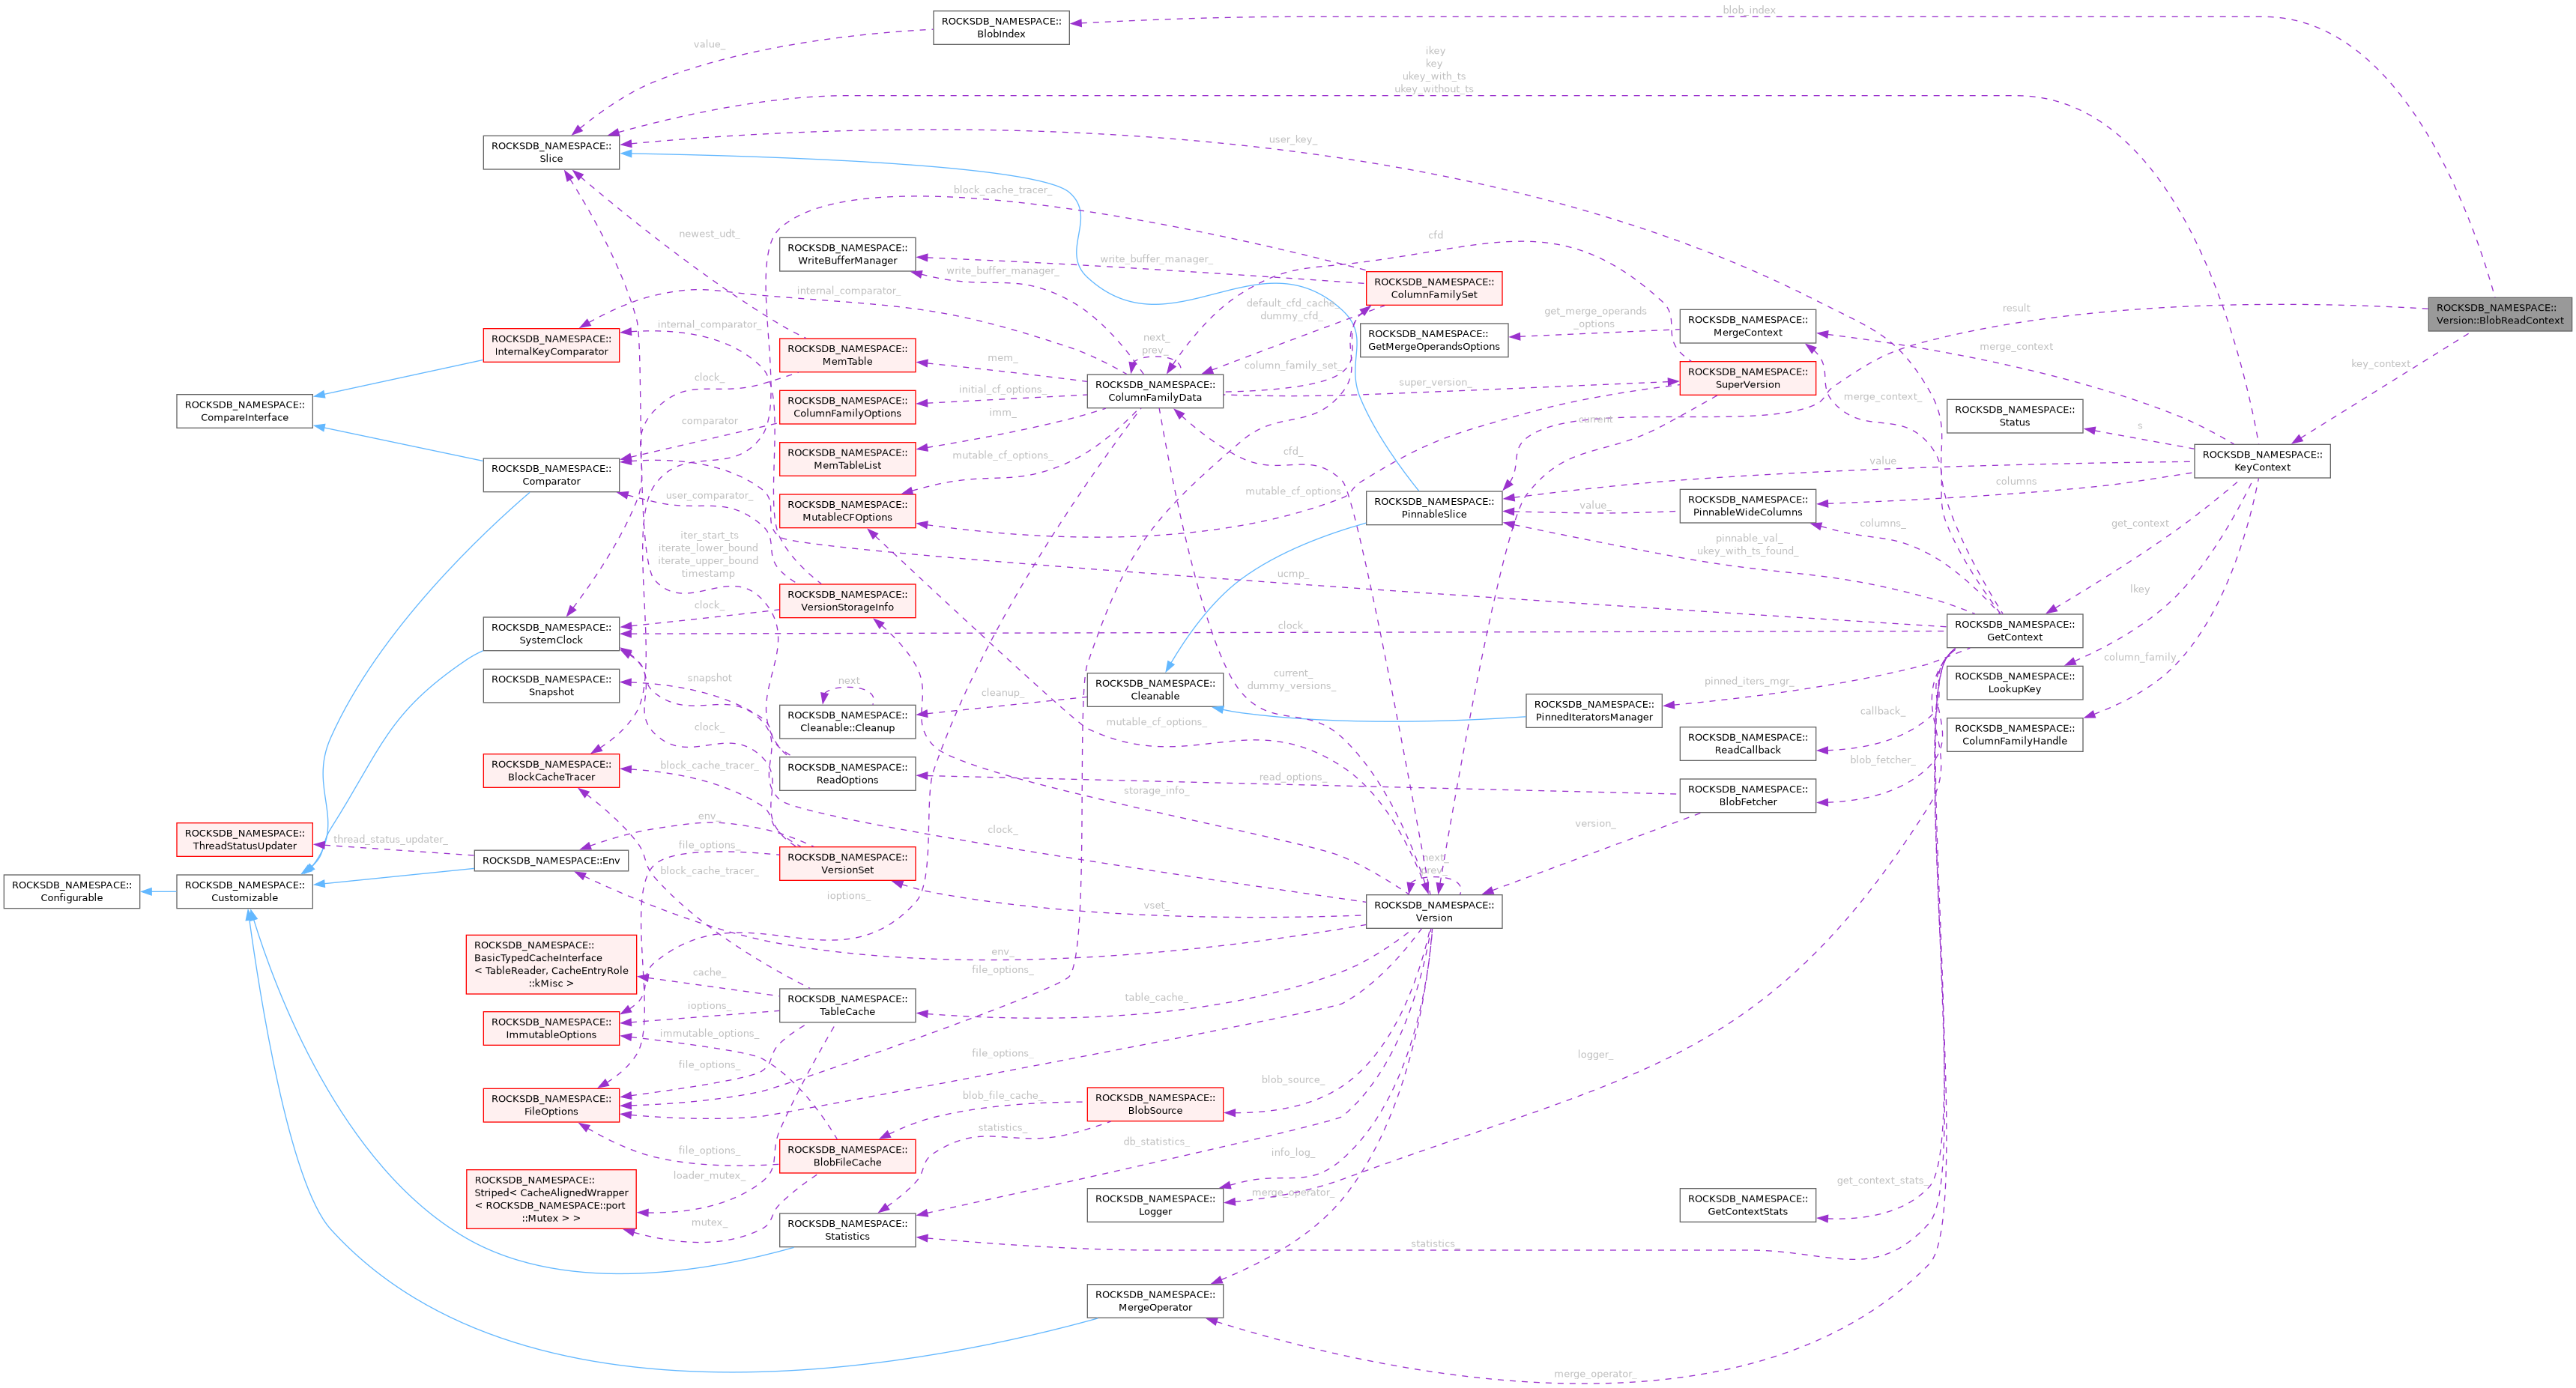 blob_index
ROCKSDB_NAMESPACE::
BlobIndex
value_
ikey
key
ukey_with_ts
ukey_without_ts
ROCKSDB_NAMESPACE::
Slice
user_key_
block_cache_tracer_
newest_udt_
ROCKSDB_NAMESPACE::
WriteBufferManager
cfd
write_buffer_manager_
write_buffer_manager_
ROCKSDB_NAMESPACE::
ColumnFamilySet
internal_comparator_
default_cfd_cache_
dummy_cfd_
result
ROCKSDB_NAMESPACE::
Version::BlobReadContext
get_merge_operands
_options
ROCKSDB_NAMESPACE::
MergeContext
ROCKSDB_NAMESPACE::
GetMergeOperandsOptions
internal_comparator_
ROCKSDB_NAMESPACE::
InternalKeyComparator
ROCKSDB_NAMESPACE::
MemTable
next_
prev_
mem_
merge_context
key_context
column_family_set_
ROCKSDB_NAMESPACE::
SuperVersion
clock_
ROCKSDB_NAMESPACE::
ColumnFamilyData
super_version_
initial_cf_options_
ROCKSDB_NAMESPACE::
ColumnFamilyOptions
merge_context_
ROCKSDB_NAMESPACE::
CompareInterface
ROCKSDB_NAMESPACE::
Status
imm_
comparator
current
s
ROCKSDB_NAMESPACE::
MemTableList
mutable_cf_options_
cfd_
ROCKSDB_NAMESPACE::
KeyContext
value
ROCKSDB_NAMESPACE::
Comparator
columns
user_comparator_
mutable_cf_options
ROCKSDB_NAMESPACE::
MutableCFOptions
ROCKSDB_NAMESPACE::
PinnableSlice
value_
ROCKSDB_NAMESPACE::
PinnableWideColumns
columns_
get_context
iter_start_ts
iterate_lower_bound
iterate_upper_bound
timestamp
pinnable_val_
ukey_with_ts_found_
ucmp_
lkey
ROCKSDB_NAMESPACE::
VersionStorageInfo
clock_
ROCKSDB_NAMESPACE::
SystemClock
clock_
ROCKSDB_NAMESPACE::
GetContext
column_family
ROCKSDB_NAMESPACE::
Snapshot
snapshot
next
ROCKSDB_NAMESPACE::
Cleanable
current_
dummy_versions_
cleanup_
pinned_iters_mgr_
ROCKSDB_NAMESPACE::
LookupKey
ROCKSDB_NAMESPACE::
Cleanable::Cleanup
ROCKSDB_NAMESPACE::
PinnedIteratorsManager
callback_
mutable_cf_options_
clock_
ROCKSDB_NAMESPACE::
ReadCallback
ROCKSDB_NAMESPACE::
ColumnFamilyHandle
ROCKSDB_NAMESPACE::
BlockCacheTracer
block_cache_tracer_
ROCKSDB_NAMESPACE::
ReadOptions
read_options_
blob_fetcher_
storage_info_
ROCKSDB_NAMESPACE::
BlobFetcher
env_
clock_
version_
ROCKSDB_NAMESPACE::
ThreadStatusUpdater
thread_status_updater_
file_options_
ROCKSDB_NAMESPACE::Env
ROCKSDB_NAMESPACE::
VersionSet
next_
prev_
block_cache_tracer_
ROCKSDB_NAMESPACE::
Configurable
ROCKSDB_NAMESPACE::
Customizable
ioptions_
vset_
ROCKSDB_NAMESPACE::
Version
env_
ROCKSDB_NAMESPACE::
BasicTypedCacheInterface
< TableReader, CacheEntryRole
::kMisc >
cache_
file_options_
ROCKSDB_NAMESPACE::
TableCache
table_cache_
ioptions_
ROCKSDB_NAMESPACE::
ImmutableOptions
immutable_options_
file_options_
logger_
file_options_
blob_source_
ROCKSDB_NAMESPACE::
FileOptions
blob_file_cache_
ROCKSDB_NAMESPACE::
BlobSource
statistics_
db_statistics_
file_options_
ROCKSDB_NAMESPACE::
BlobFileCache
info_log_
loader_mutex_
ROCKSDB_NAMESPACE::
Striped< CacheAlignedWrapper
< ROCKSDB_NAMESPACE::port
::Mutex > >
get_context_stats_
merge_operator_
ROCKSDB_NAMESPACE::
Logger
ROCKSDB_NAMESPACE::
GetContextStats
mutex_
ROCKSDB_NAMESPACE::
Statistics
statistics_
ROCKSDB_NAMESPACE::
MergeOperator
merge_operator_